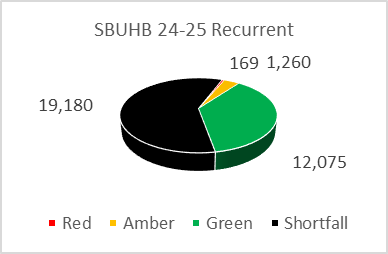 SBUHB 24-25 Recurrent
169 1,260
19,180
12,075
Red Amber Green Shortfall